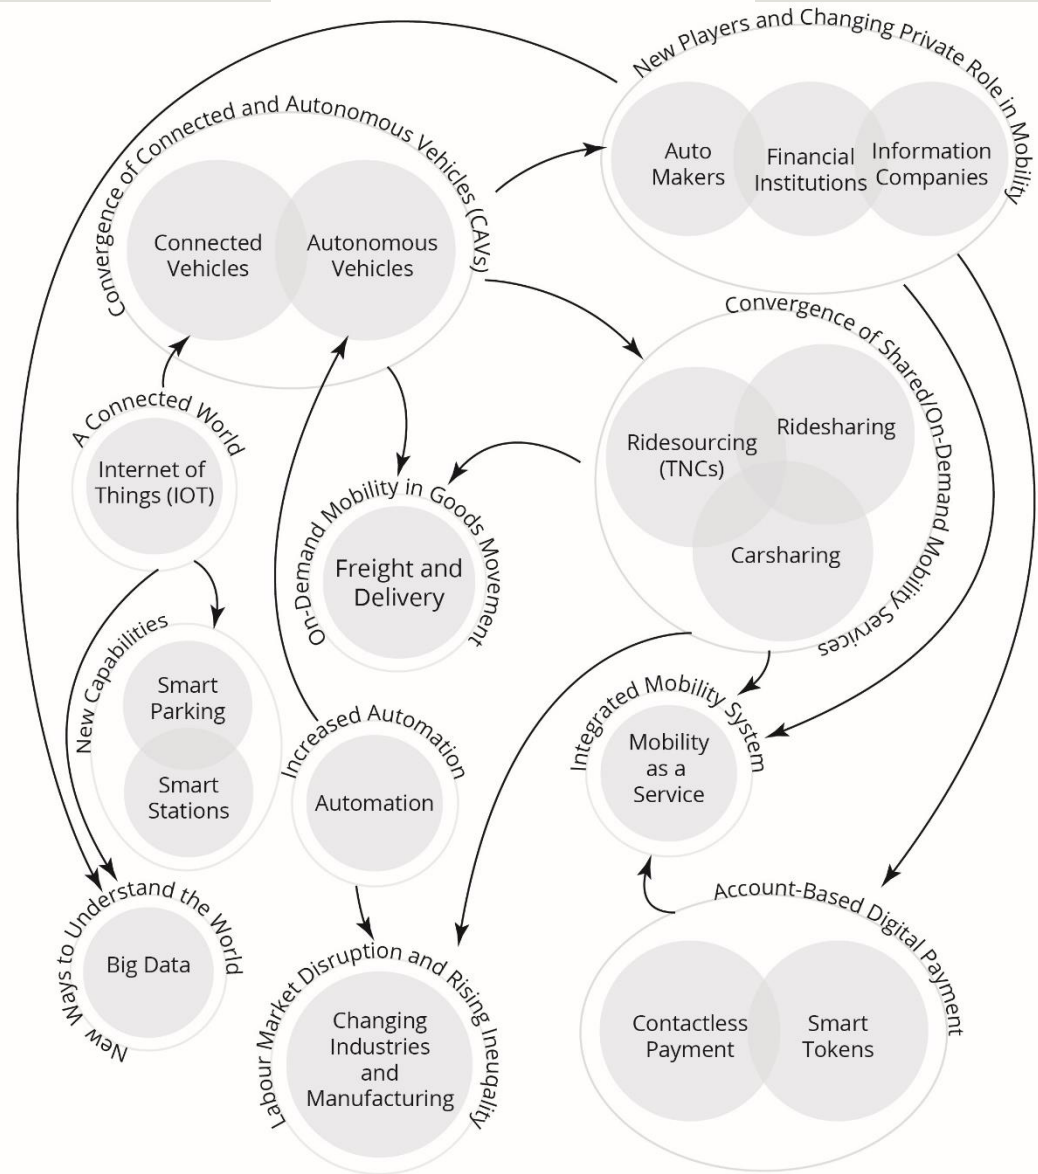 New Players and Changing Private Role in Mobility
Auto
Makers
Financial
Institutions
Information
Companies
Convergence of Connected and Autonomous Vehicles (CAVs)
Connected
Vehicles
Autonomous
Vehicles
Convergence of Shared/On-Demand Mobility Services
Ridesourcing
(TNCs)
Ridesharing
Carsharing
A Connected World
Internet of
Things (IOT)
On-Demand Mobility in Goods Movement
Freight and
Delivery
New Capabilities
Smart
Parking
Smart
Stations
Increased Automation
Automation
Integrated Mobility System
Mobility
as a
Service
New Ways to Understand the World
Big Data
Labour Market Disruption and Rising Ineuqality
Changing
Industries
and
Manufacturing
Account-Based Digital Payment
Contactless
Payment
Smart
Tokens